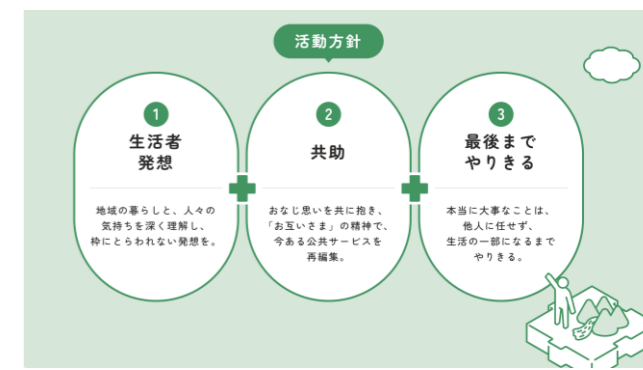 活動方針
1
生活者
発想
地域の暮らしと、人々の
気持ちを深く理解し、
枠にとらわれない発想を。
2
共助
おなじ思いを共に抱き、
「お互いさま」の精神で、
今ある公共サービスを
再編集。
3
最後まで
やりきる
本当に大事なことは、
他人に任せず、
生活の一部になるまで
やりきる。